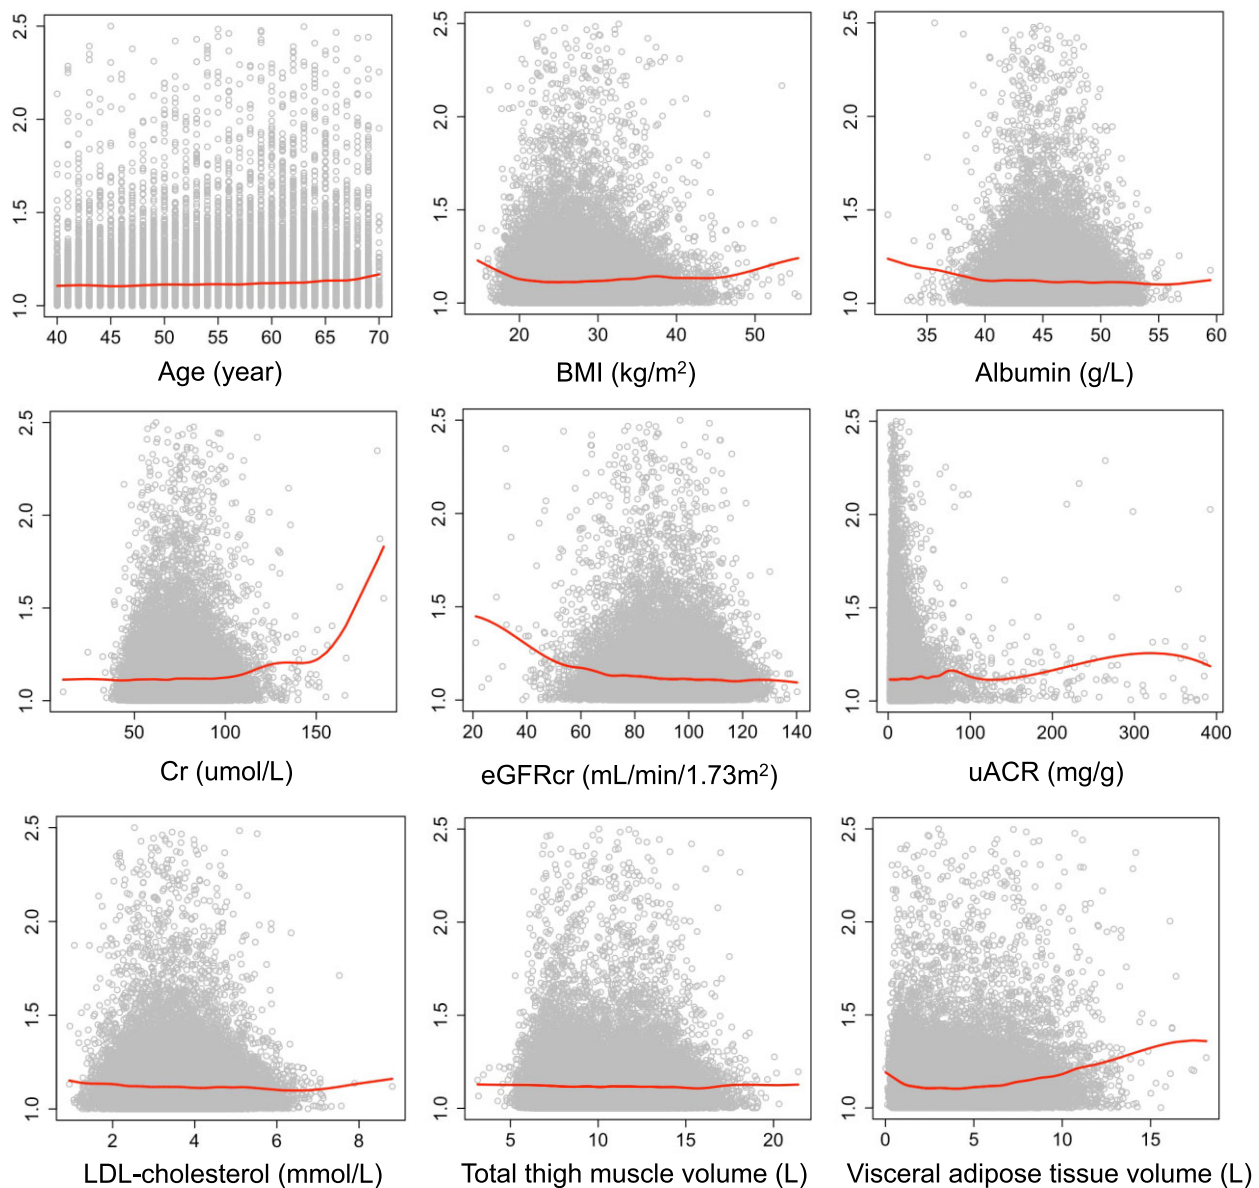 2.5
2.0
1.5
1.0
40 45 50 55 60 65 70
Age (year)
2.5
2.0
1.5
1.0
20 30 40 50
BMI (kg/m²)
2.5
2.0
1.5
1.0
35 40 45 50 55 60
Albumin (g/L)
2.5
2.0
1.5
1.0
50 100 150
Cr (umol/L)
2.5
2.0
1.5
1.0
20 40 60 80 100 120 140
eGFRcr (mL/min/1.73m²)
2.5
2.0
1.5
1.0
0 100 200 300 400
uACR (mg/g)
2.5
2.0
1.5
1.0
2 4 6 8
LDL-cholesterol (mmol/L)
2.5
2.0
1.5
1.0
5 10 15 20
Total thigh muscle volume (L)
2.5
2.0
1.5
1.0
0 5 10 15
Visceral adipose tissue volume (L)